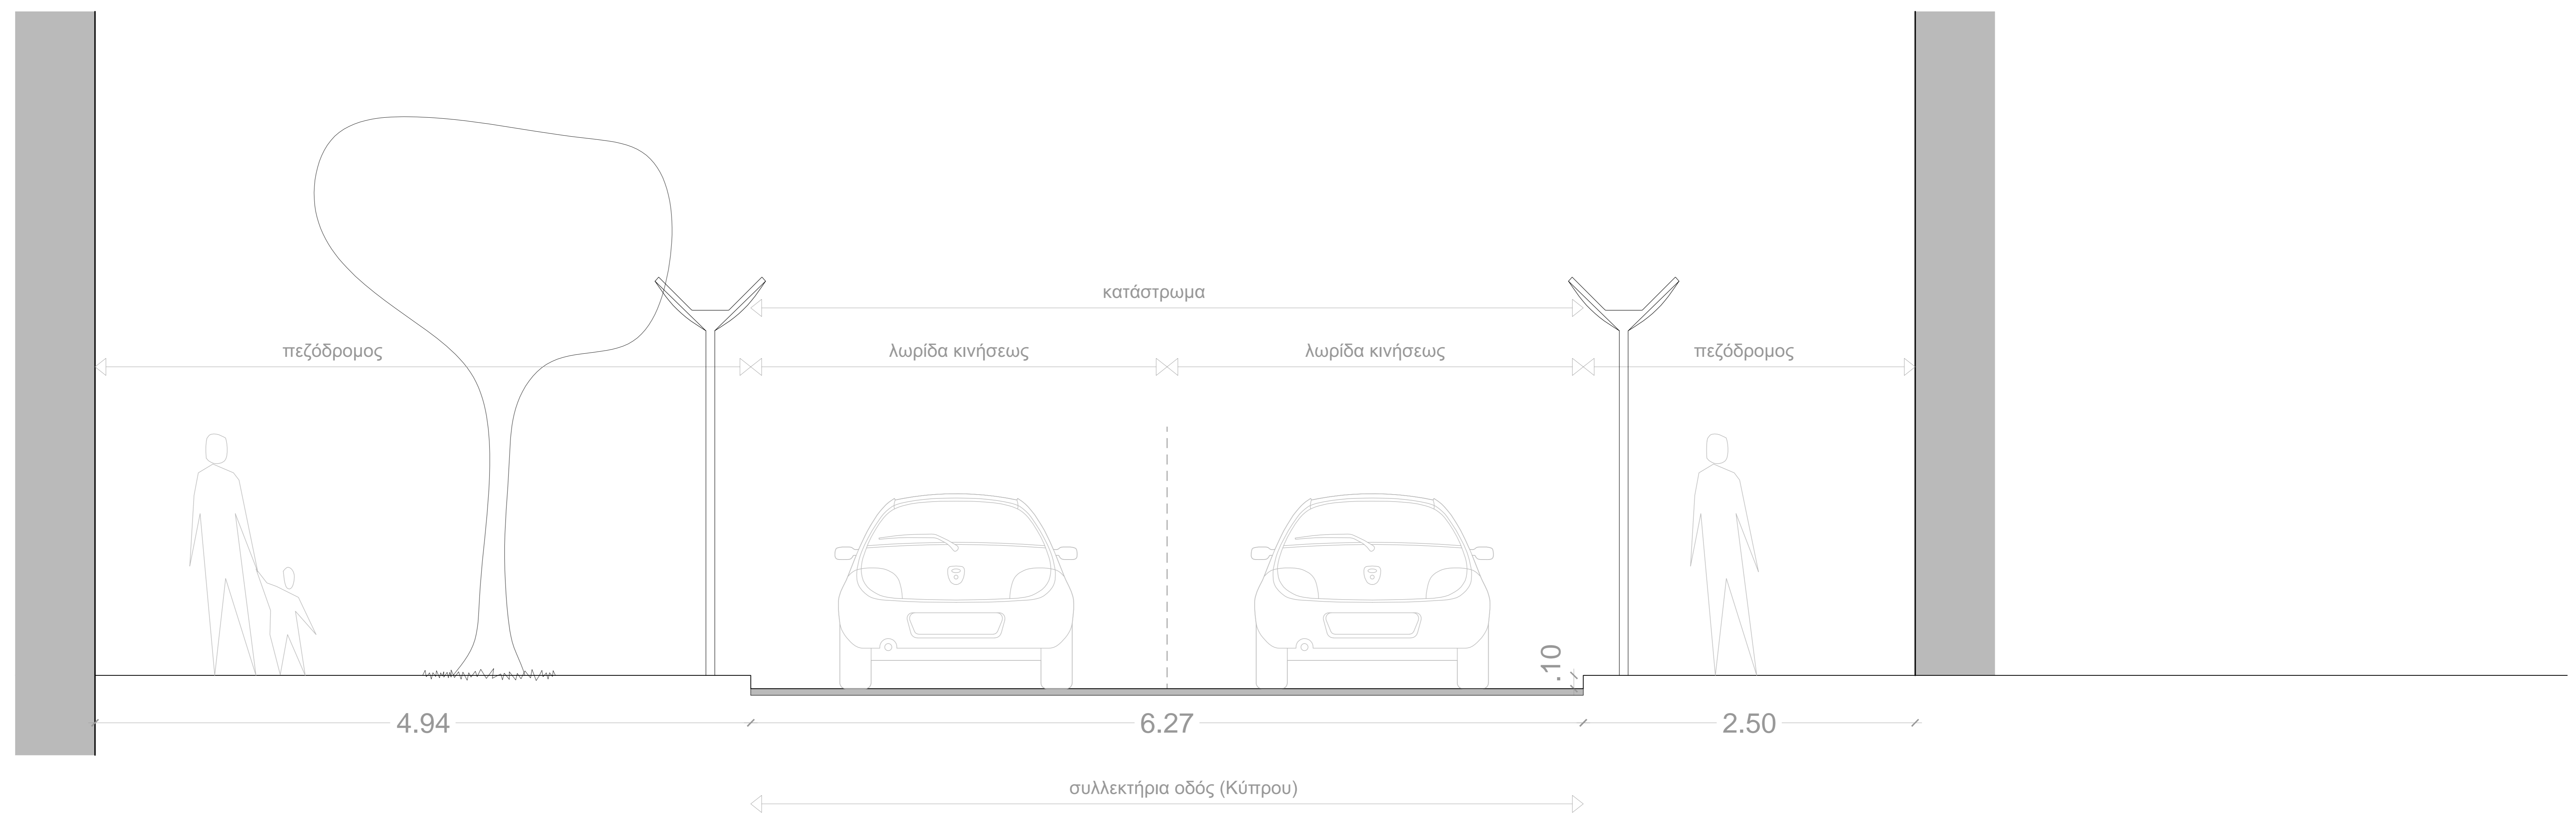 κατάστρωμα
πεζόδρομος
λωρίδα κινήσεως
λωρίδα κινήσεως
πεζόδρομος
.10
4.94
6.27
2.50
συλλεκτήρια οδός (Κύπρου)